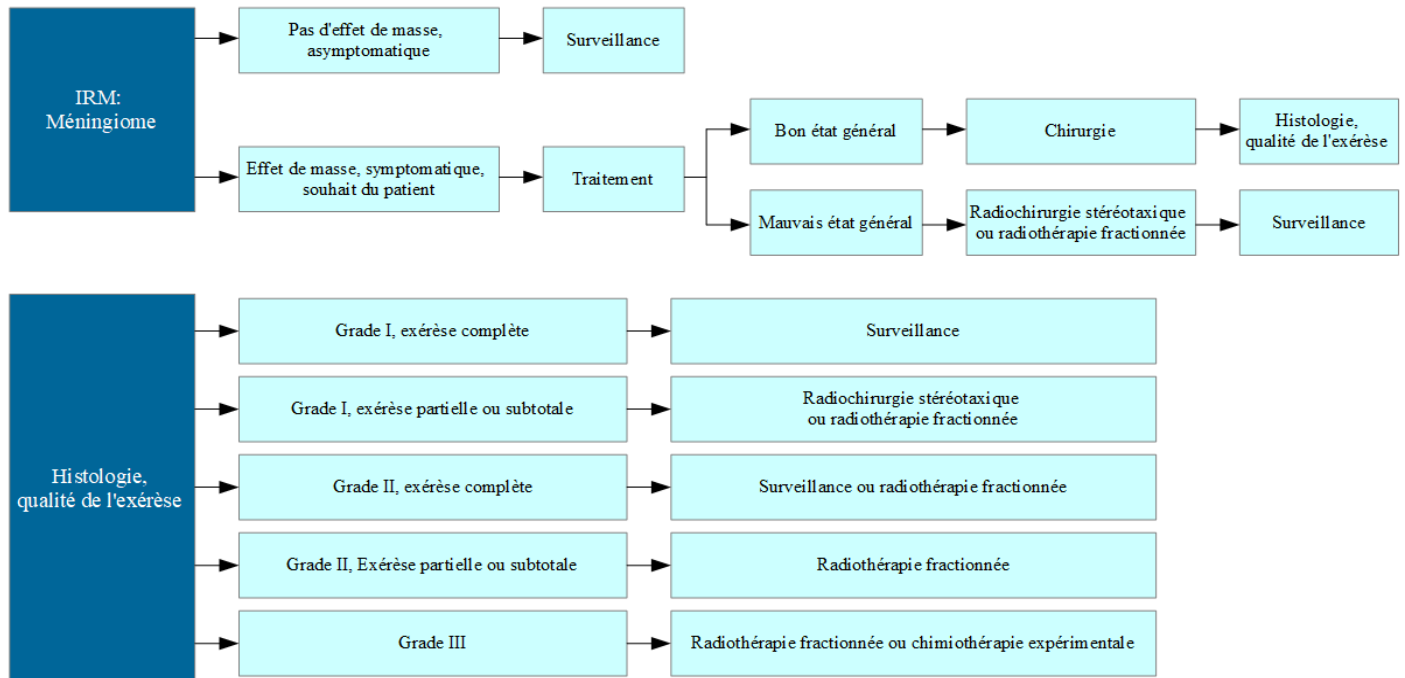 IRM:
Méningiome
Pas d'effet de masse,
asymptomatique
Surveillance
Effet de masse, symptomatique,
souhait du patient
Traitement
Bon état général
Chirurgie
Histologie,
qualité de l'exérèse
Mauvais état général
Radiochirurgie stéréotaxique
ou radiothérapie fractionnée
Surveillance
Histologie,
qualité de l'exérèse
Grade I, exérèse complète
Surveillance
Grade I, exérèse partielle ou subtotale
Radiochirurgie stéréotaxique
ou radiothérapie fractionnée
Grade II, exérèse complète
Surveillance ou radiothérapie fractionnée
Grade II, Exérèse partielle ou subtotale
Radiothérapie fractionnée
Grade III
Radiothérapie fractionnée ou chimiothérapie expérimentale